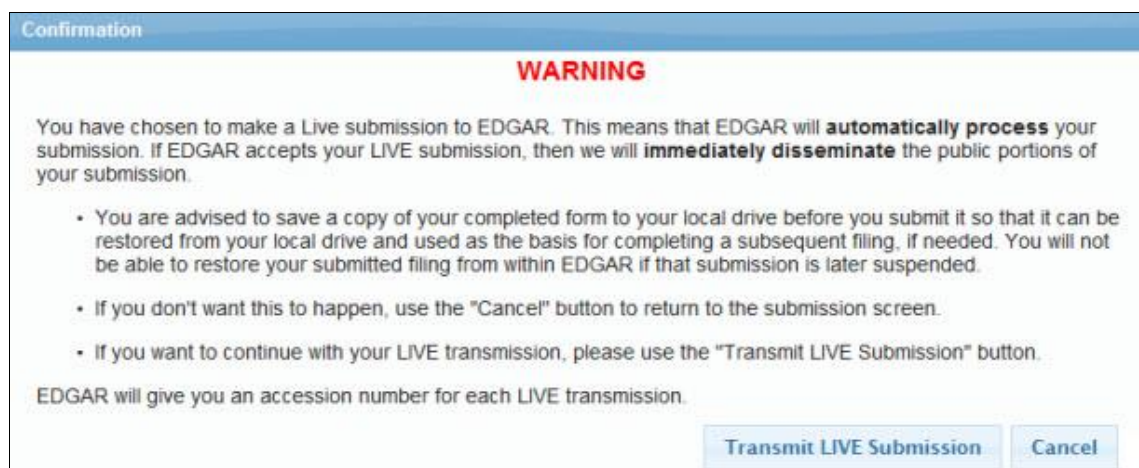 Confirmation
WARNING
You have chosen to make a Live submission to EDGAR. This means that EDGAR will automatically process your
submission. If EDGAR accepts your LIVE submission, then we will immediately disseminate the public portions of
your submission.
• You are advised to save a copy of your completed form to your local drive before you submit it so that it can be
restored from your local drive and used as the basis for completing a subsequent filing, if needed. You will not
be able to restore your submitted filing from within EDGAR if that submission is later suspended.
• If you don't want this to happen, use the "Cancel" button to return to the submission screen.
• If you want to continue with your LIVE transmission, please use the "Transmit LIVE Submission" button.
EDGAR will give you an accession number for each LIVE transmission.
Transmit LIVE Submission Cancel